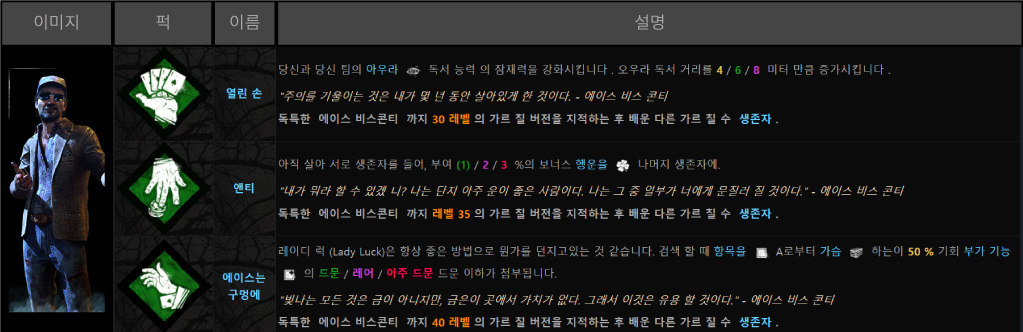 이미지 퍽 이름 설명
당신과 당신 팀의 아우라 독서 능력 의 잠재력을 강화시킵니다 . 오우라 독서 거리를 4 / 6 / 8 미터 만큼 증가시킵니다 .
열린 손
"주의를 기울이는 것은 내가 몇 년 동안 살아있게 한 것이다. - 에이스 비스 콘티
독특한 에이스 비스콘티 까지 30 레벨 의 가르 칠 버전을 지적하는 후 배운 다른 가르 칠 수 생존자 .
아직 살아 서로 생존자를 들어, 부여 (1) / 2 / 3 %의 보너스 행운을 나머지 생존자에.
앤티
"내가 뭐라 할 수 있겠 니? 나는 단지 아주 운이 좋은 사람이다. 나는 그 중 일부가 너에게 문질러 질 것이다." - 에이스 비스 콘티
독특한 에이스 비스콘티 까지 레벨 35 의 가르 칠 버전을 지적하는 후 배운 다른 가르 칠 수 생존자 .
레이디 럭 (Lady Luck)은 항상 좋은 방법으로 뭔가를 던지고있는 것 같습니다. 검색 할 때 항목을 A로부터 가슴 하는이 50 % 기회 부가 기능
에이스는
구멍에
의 드문 / 레어 / 아주 드문 드문 이하가 첨부됩니다.
"빛나는 모든 것은 금이 아니지만, 금은이 곳에서 가치가 없다. 그래서 이것은 유용 할 것이다." - 에이스 비스 콘티
독특한 에이스 비스콘티 까지 40 레벨 의 가르 칠 버전을 지적하는 후 배운 다른 가르 칠 수 생존자 .